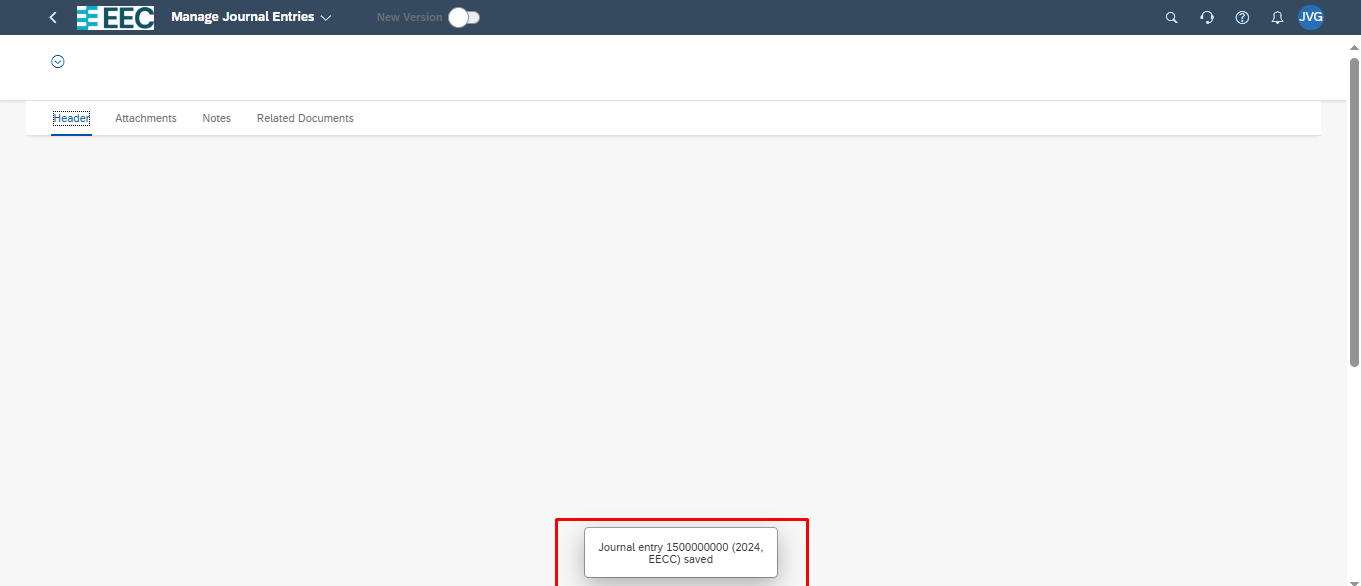 EEC Manage Journal Entries New Version JVG
Header Attachments Notes Related Documents
Journal entry 1500000000 (2024,
EECC) saved